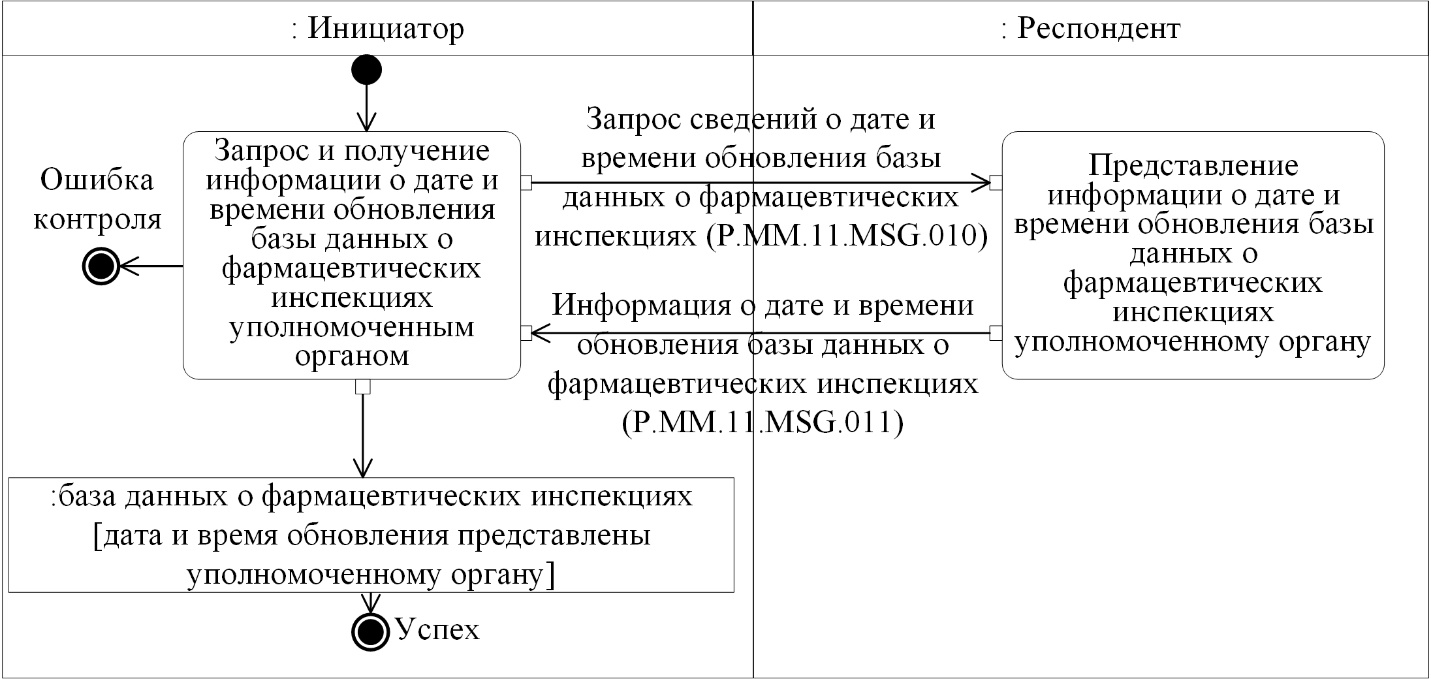 : Инициатор
: Респондент
Запрос и получение
информации о дате и
времени обновления
базы данных о
фармацевтических
инспекциях
уполномоченным
органом
Ошибка
контроля
Запрос сведений о дате и
времени обновления базы
данных о фармацевтических
инспекциях (P.MM.11.MSG.010)
Информация о дате и времени
обновления базы данных о
фармацевтических инспекциях
(P.MM.11.MSG.011)
Представление
информации о дате и
времени обновления базы
данных о
фармацевтических
инспекциях
уполномоченному органу
:база данных о фармацевтических инспекциях
[дата и время обновления представлены
уполномоченному органу]
Успех